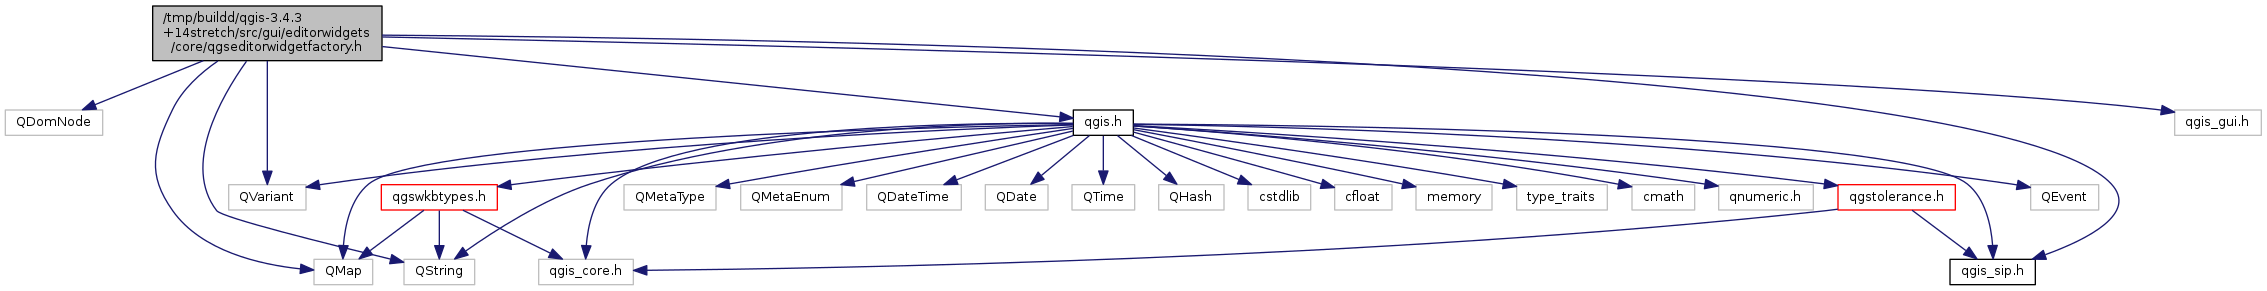 /tmp/buildd/qgis-3.4.3
+14stretch/src/gui/editorwidgets
/core/qgseditorwidgetfactory.h
QDomNode
qgis.h
qgis_gui.h
QVariant
qgswkbtypes.h
QMetaType
QMetaEnum
QDateTime
QDate
QTime
QHash
cstdlib
cfloat
memory
type_traits
cmath
qnumeric.h
qgstolerance.h
QEvent
QMap
QString
qgis_core.h
qgis_sip.h